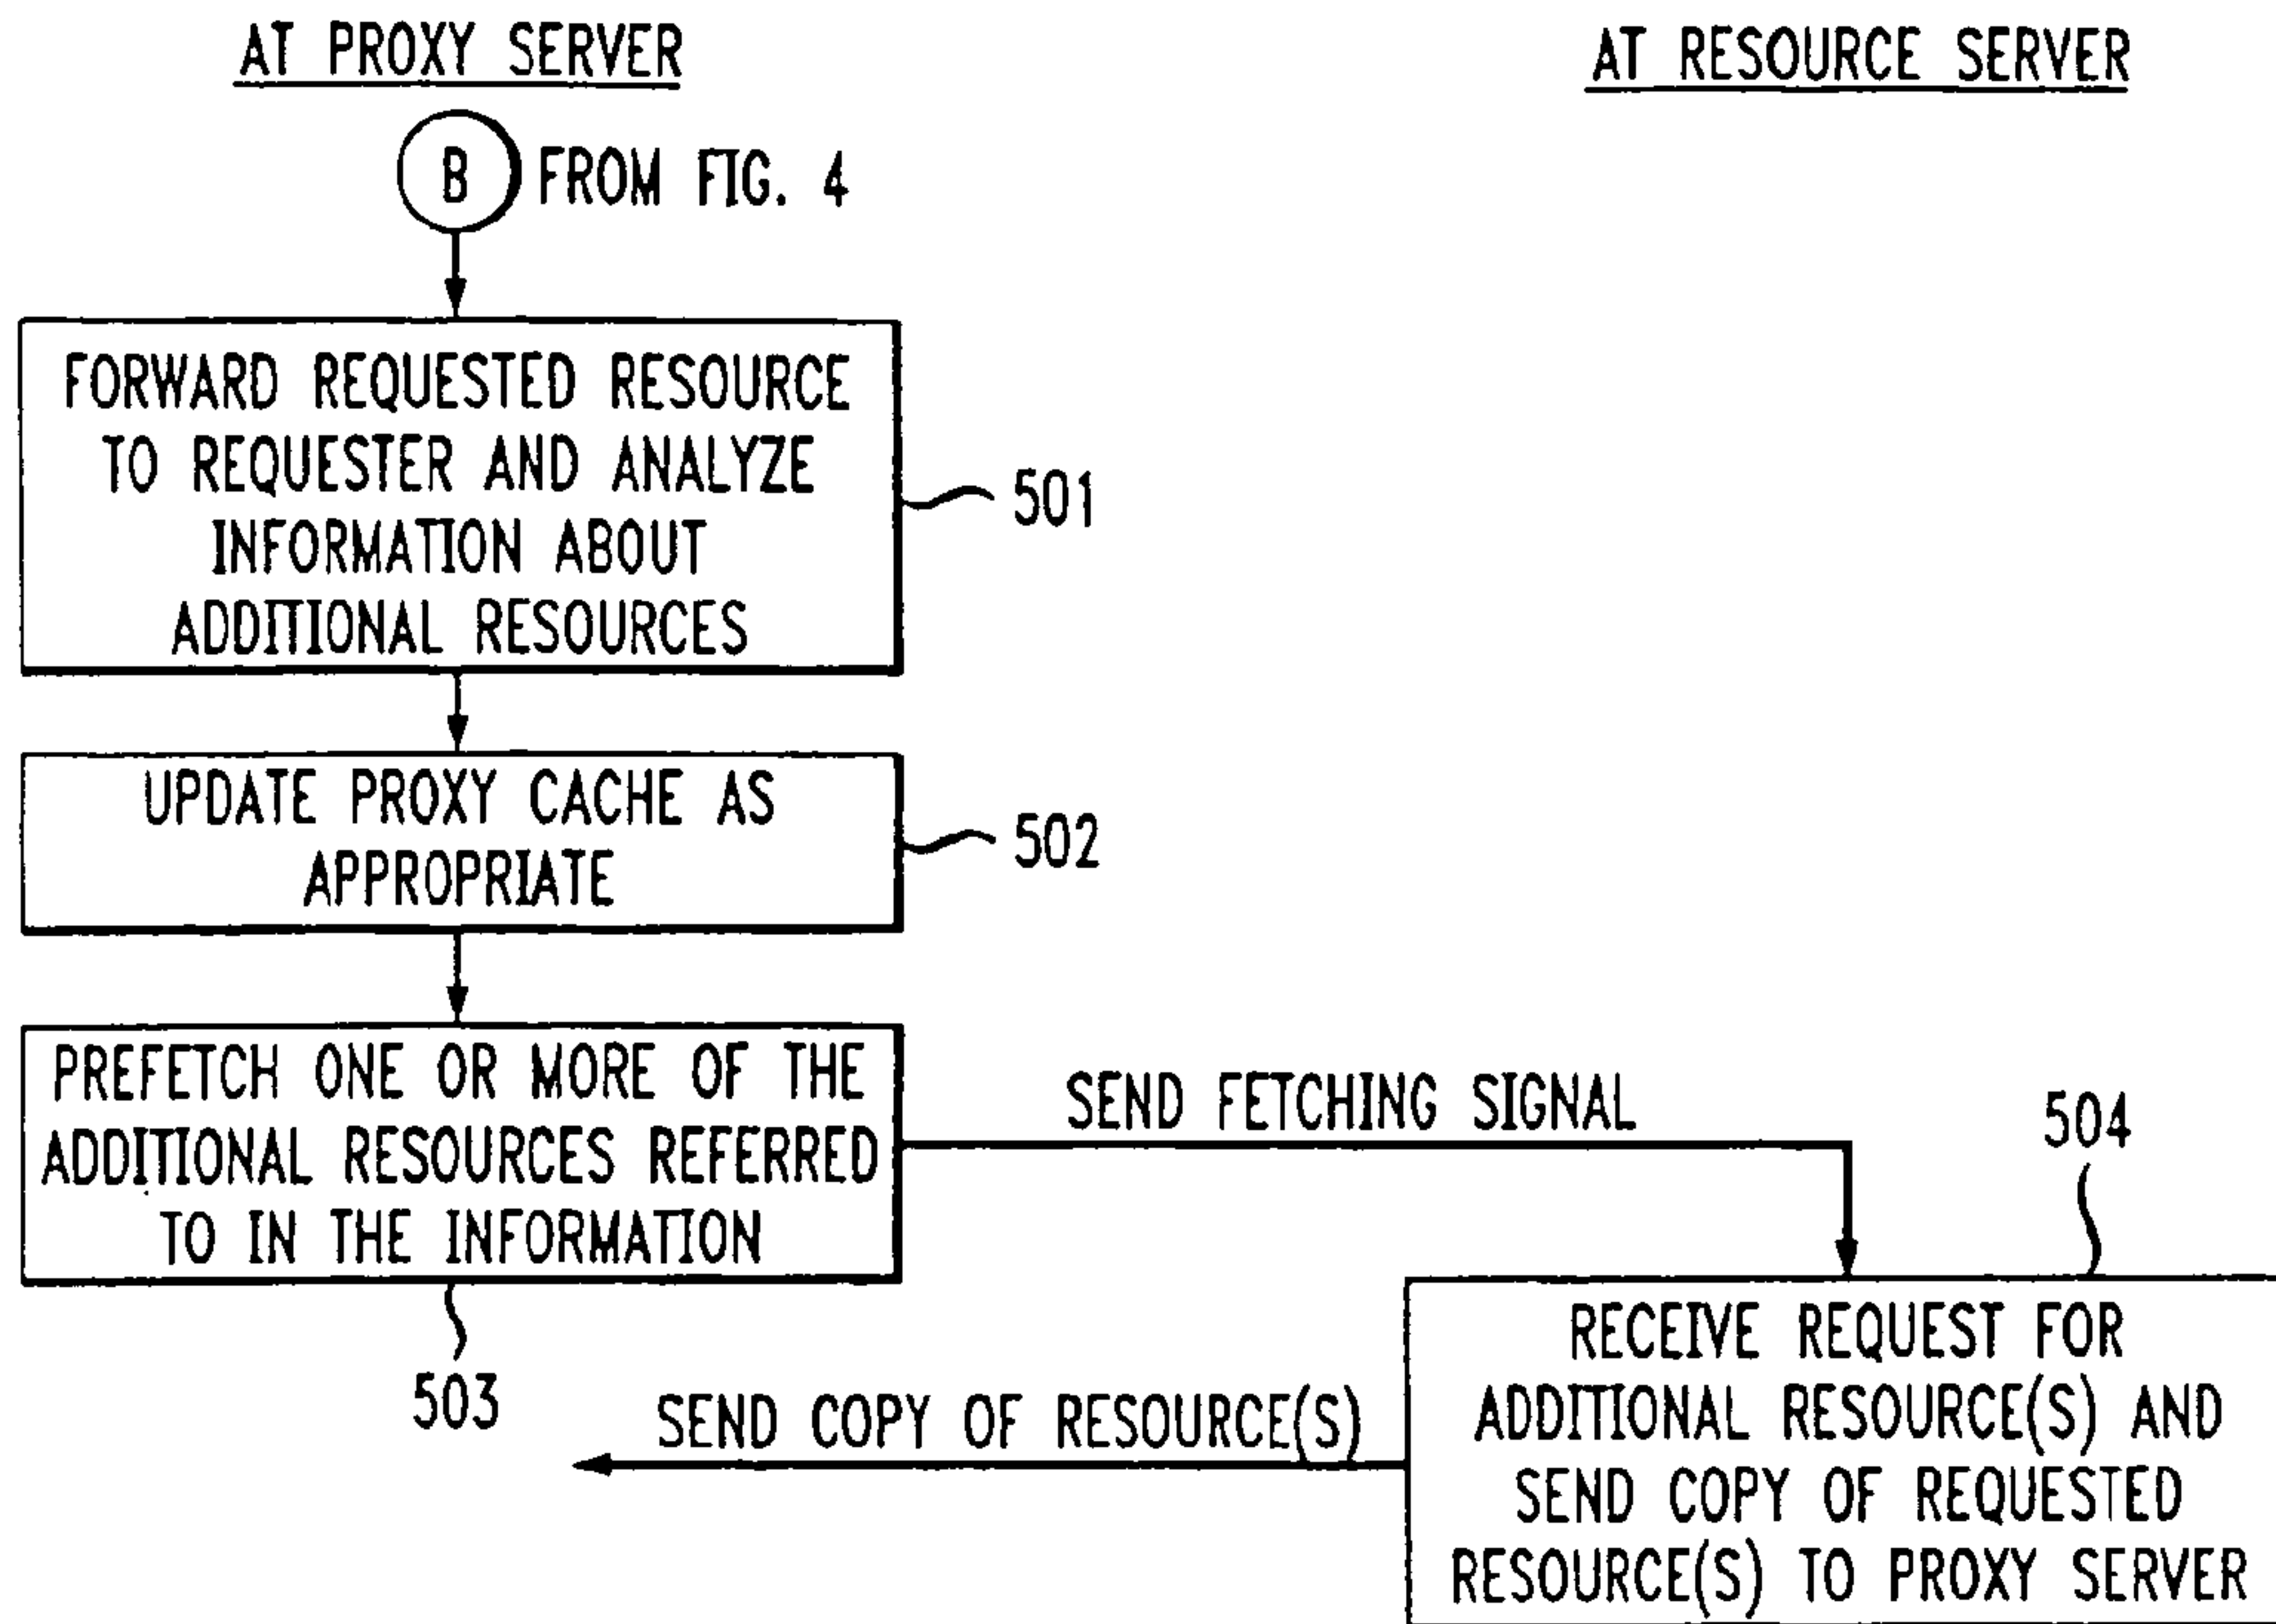 AT PROXY SERVER
AT RESOURCE SERVER
B FROM FIG. 4
FORWARD REQUESTED RESOURCE
TO REQUESTER AND ANALYZE
INFORMATION ABOUT
ADDITIONAL RESOURCES
501
UPDATE PROXY CACHE AS
APPROPRIATE
502
PREFETCH ONE OR MORE OF THE
ADDITIONAL RESOURCES REFERRED
TO IN THE INFORMATION
503
SEND FETCHING SIGNAL
504
RECEIVE REQUEST FOR
ADDITIONAL RESOURCE(S) AND
SEND COPY OF REQUESTED
RESOURCE(S) TO PROXY SERVER
SEND COPY OF RESOURCE(S)